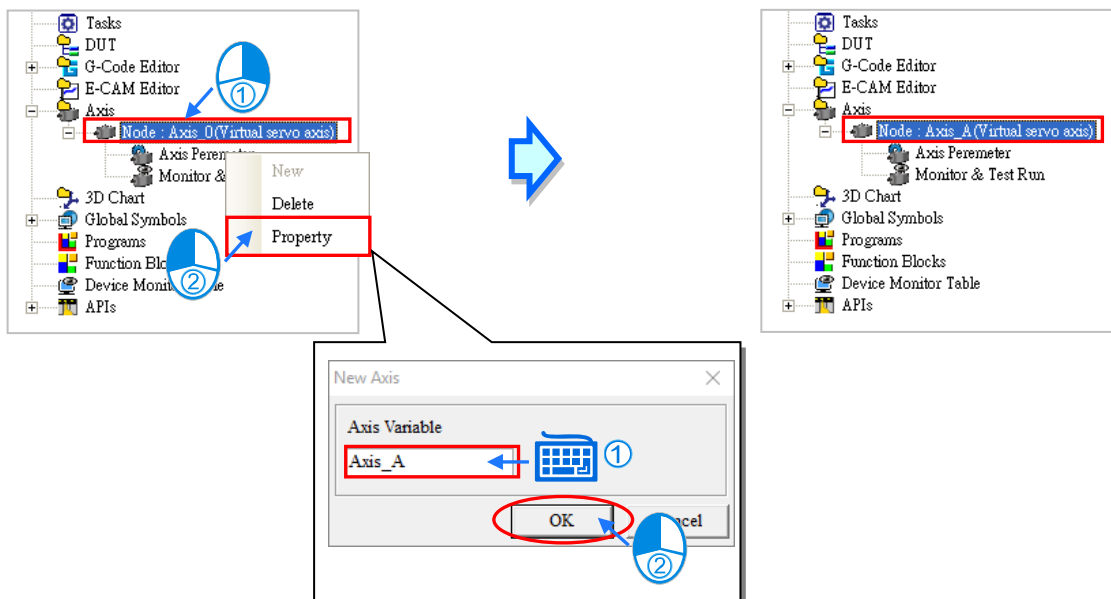 Tasks
DUT
G-Code Editor
①
E-CAM Editor
Axis
Node : Axis_0(Virtual servo axis)
Axis
Monitor &
New
3D Chart
Delete
Global Symbols
Property
Programs
Function
②
Device
APIs
New Axis
Axis Variable
Axis_A
①
OK
②
Tasks
DUT
G-Code Editor
E-CAM Editor
Axis
Node : Axis_A(Virtual servo axis)
Axis Peremeter
Monitor & Test Run
3D Chart
Global Symbols
Programs
Function Blocks
Device Monitor Table
APIs